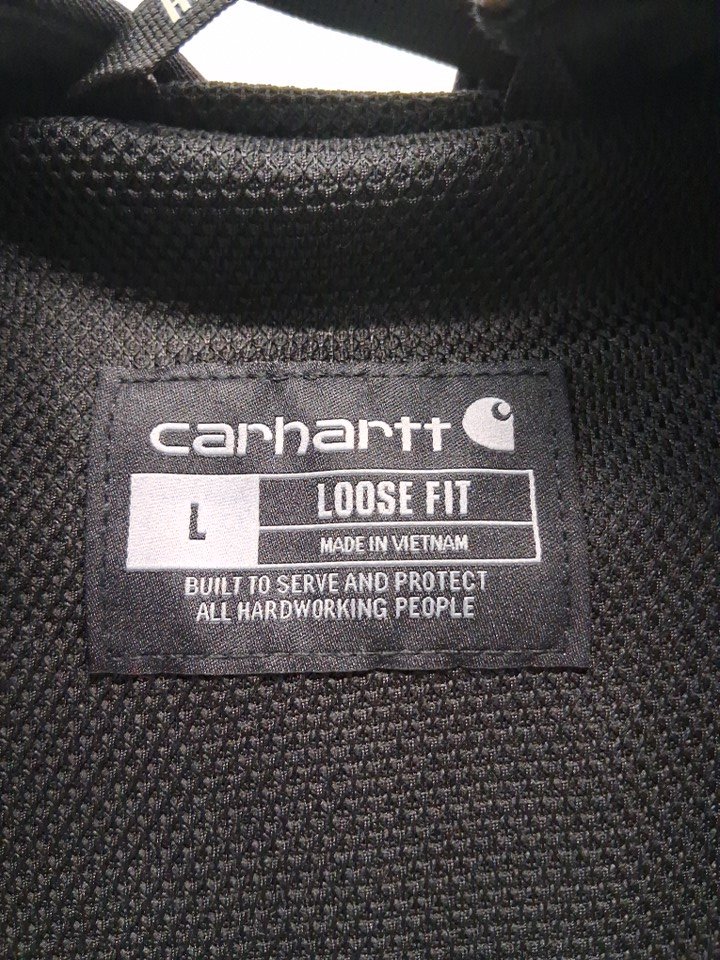 H
carhartt
L
LOOSE FIT
MADE IN VIETNAM
BUILT TO SERVE AND PROTECT
ALL HARDWORKING PEOPLE